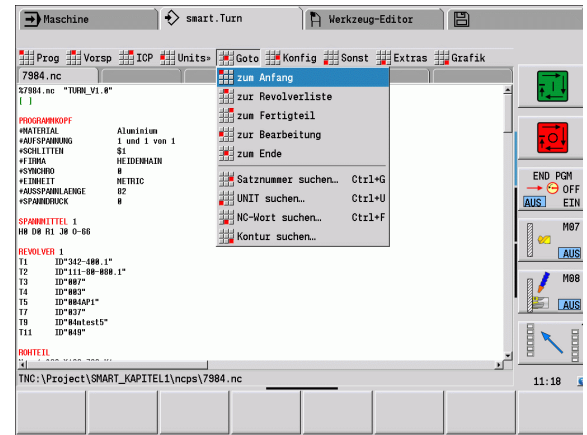 Maschine smart.Turn Werkzeug-Editor
Prog Vorsp ICP Units» Goto Konfig Sonst Extras Grafik
7984.nc
%7984.nc "TURN_V1.0"
[ ]
PROGRAMMKOPF
#MATERIAL Aluminium
#AUFSPANNUNG 1 und 1 von 1
#SCHLITTEN $1
#FIRMA HEIDENHAIN
#SYNCHRO 0
#EINHEIT METRIC
#AUSSPANNLAENGE 82
#SPANNDRUCK 0
SPANNMITTEL 1
H0 D0 R1 J0 O-66
REVOLVER 1
T1 ID"342-400.1"
T2 ID"111-80-080.1"
T3 ID"007"
T4 ID"003"
T5 ID"004AP1"
T7 ID"037"
T9 ID"04mtest5"
T11 ID"049"
ROHTEIL
zum Anfang
zur Revolverliste
zum Fertigteil
zur Bearbeitung
zum Ende
Satznummer suchen… Ctrl+G
UNIT suchen… Ctrl+U
NC-Wort suchen… Ctrl+F
Kontur suchen…
TNC:\Project\SMART_KAPITEL1\ncps\7984.nc
END PGM
OFF
AUS EIN
M07
AUS
M08
AUS
11:18